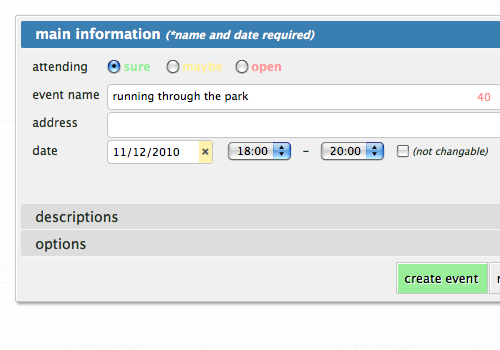 main information (*name and date required)
attending sure maybe open
event name running through the park 40
address
date 11/12/2010 × 18:00 – 20:00 (not changable)
descriptions
options
create event